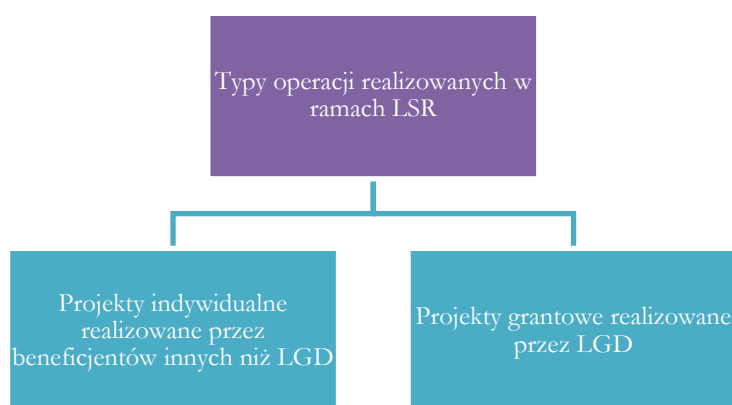 Typy operacji realizowanych w
ramach LSR
Projekty indywidualne
realizowane przez
beneficjentów innych niż LGD
Projekty grantowe realizowane
przez LGD